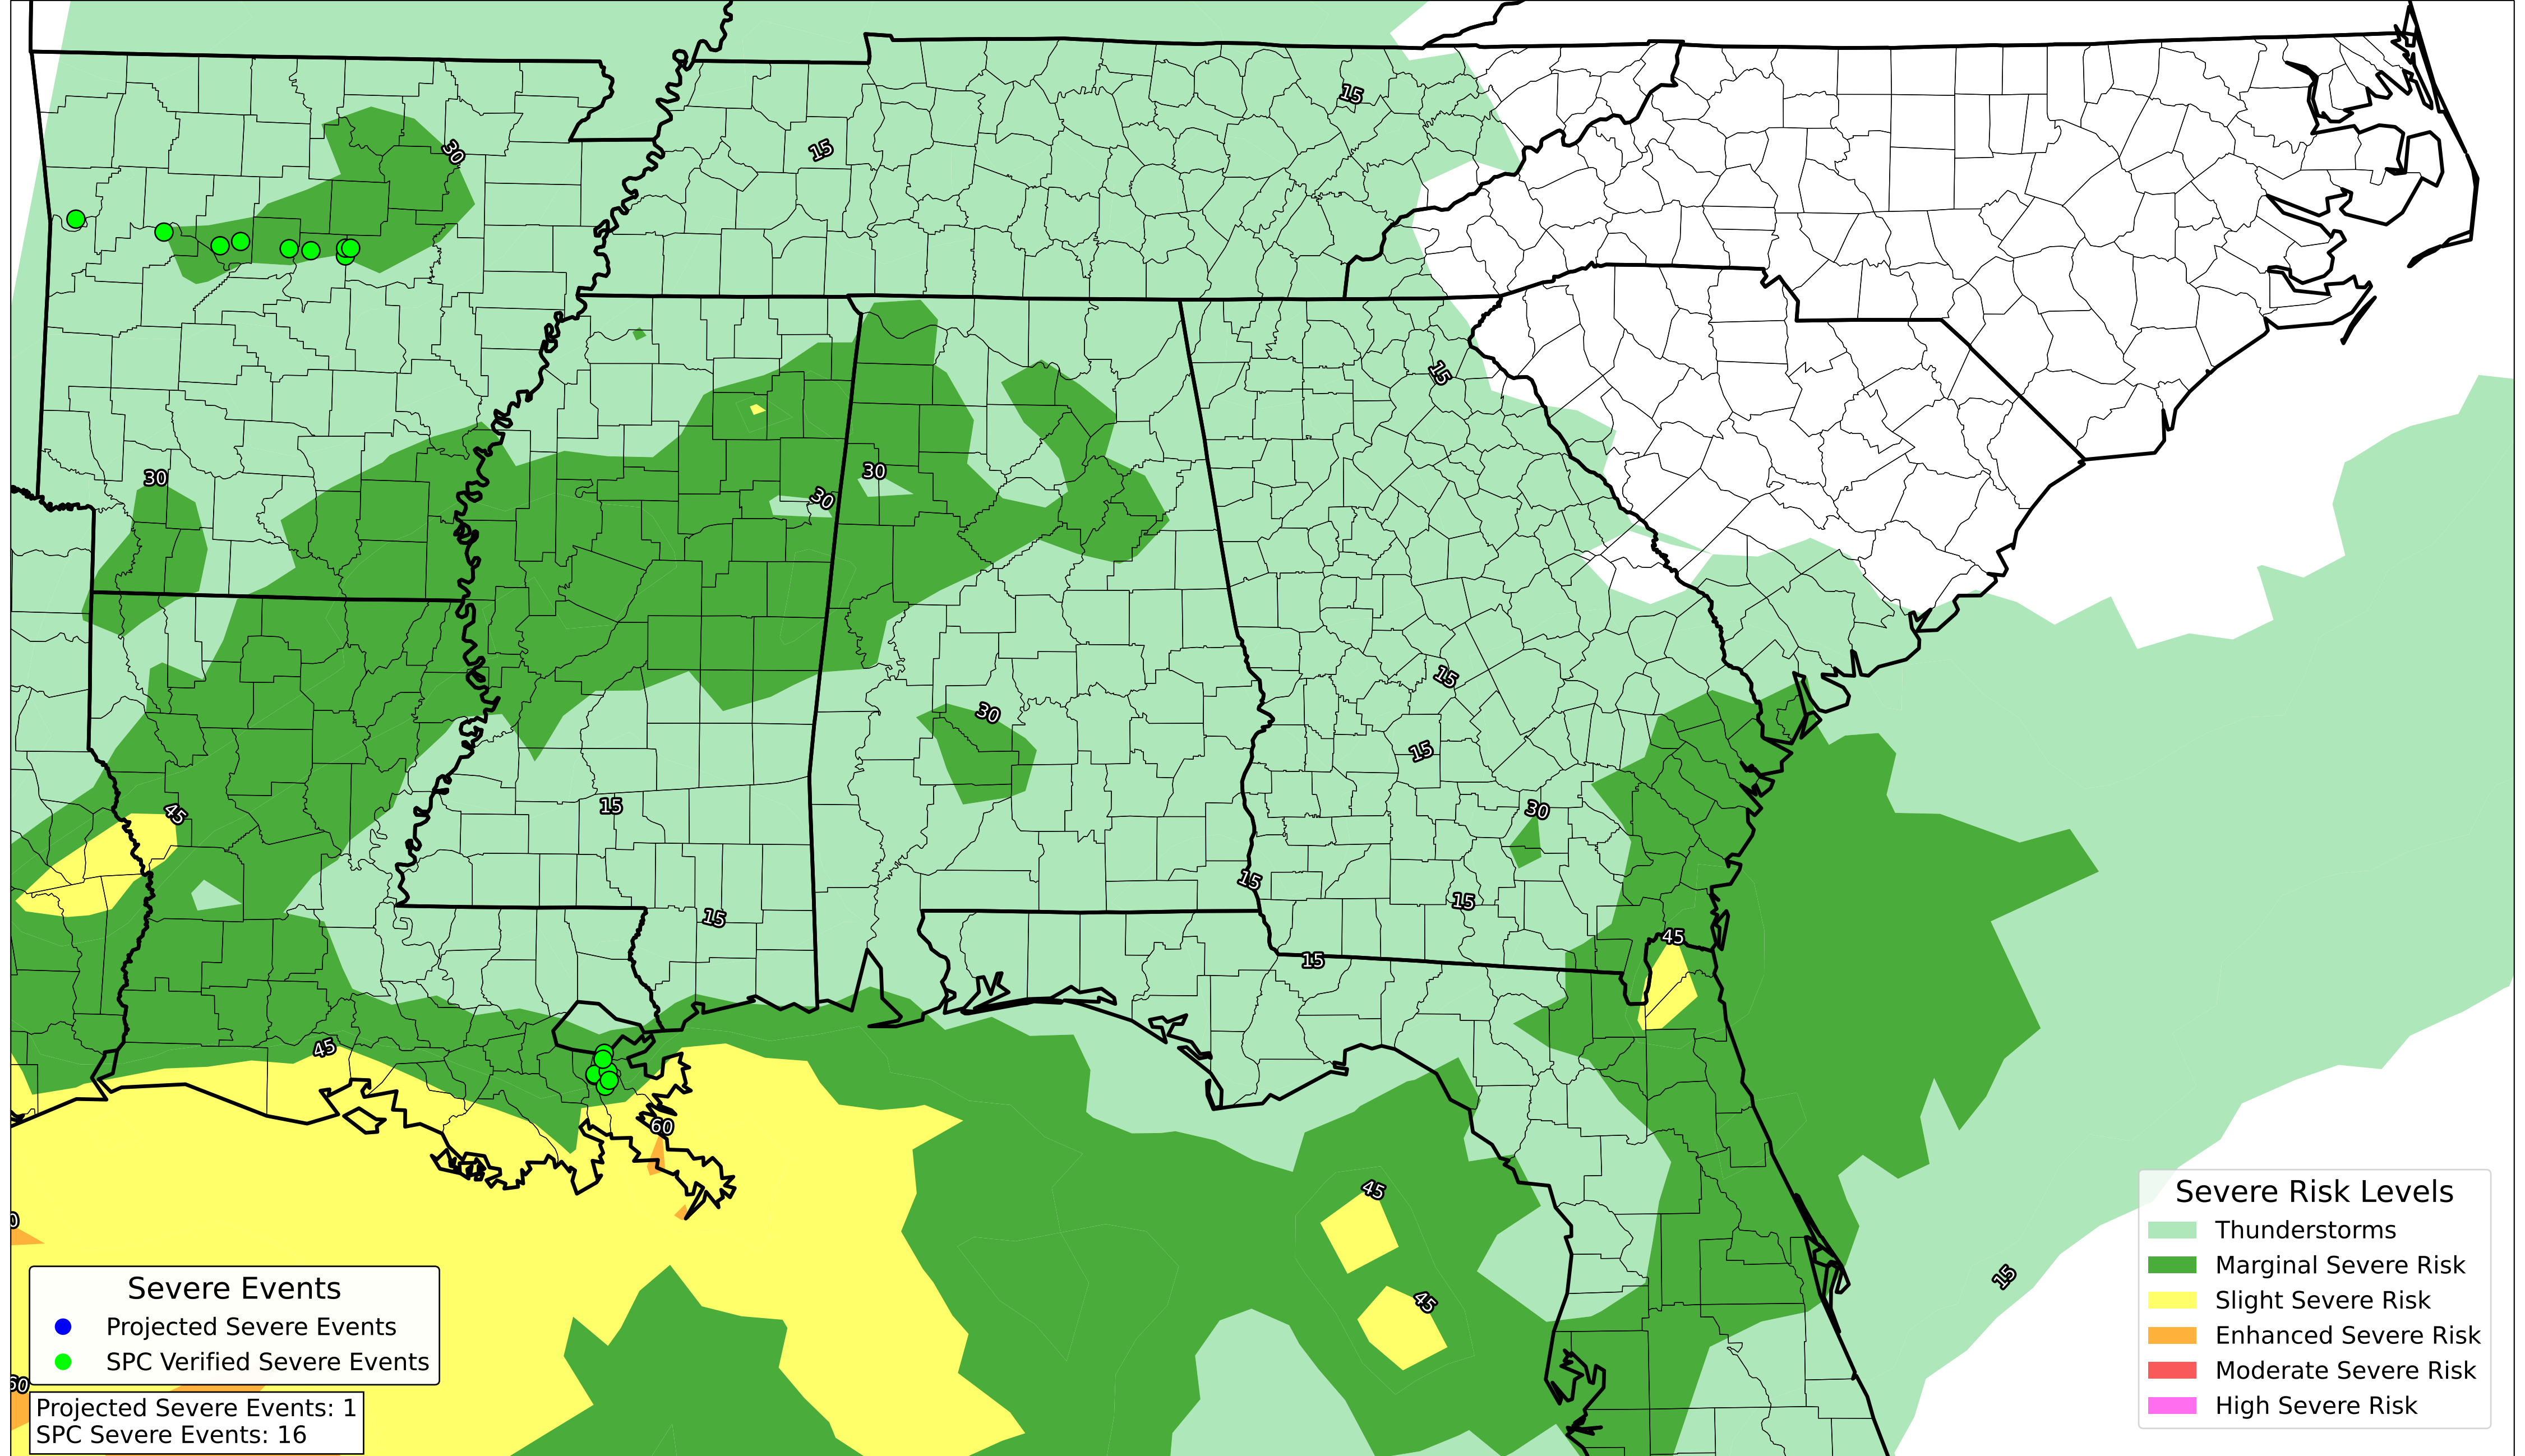 15
15
30
15
30
30
30
15
30
15
15
30
15
45
15
15
15
45
15
45
60
45
0
15
45
60
Severe Events
Projected Severe Events
SPC Verified Severe Events
Projected Severe Events: 1
SPC Severe Events: 16
Severe Risk Levels
Thunderstorms
Marginal Severe Risk
Slight Severe Risk
Enhanced Severe Risk
Moderate Severe Risk
High Severe Risk